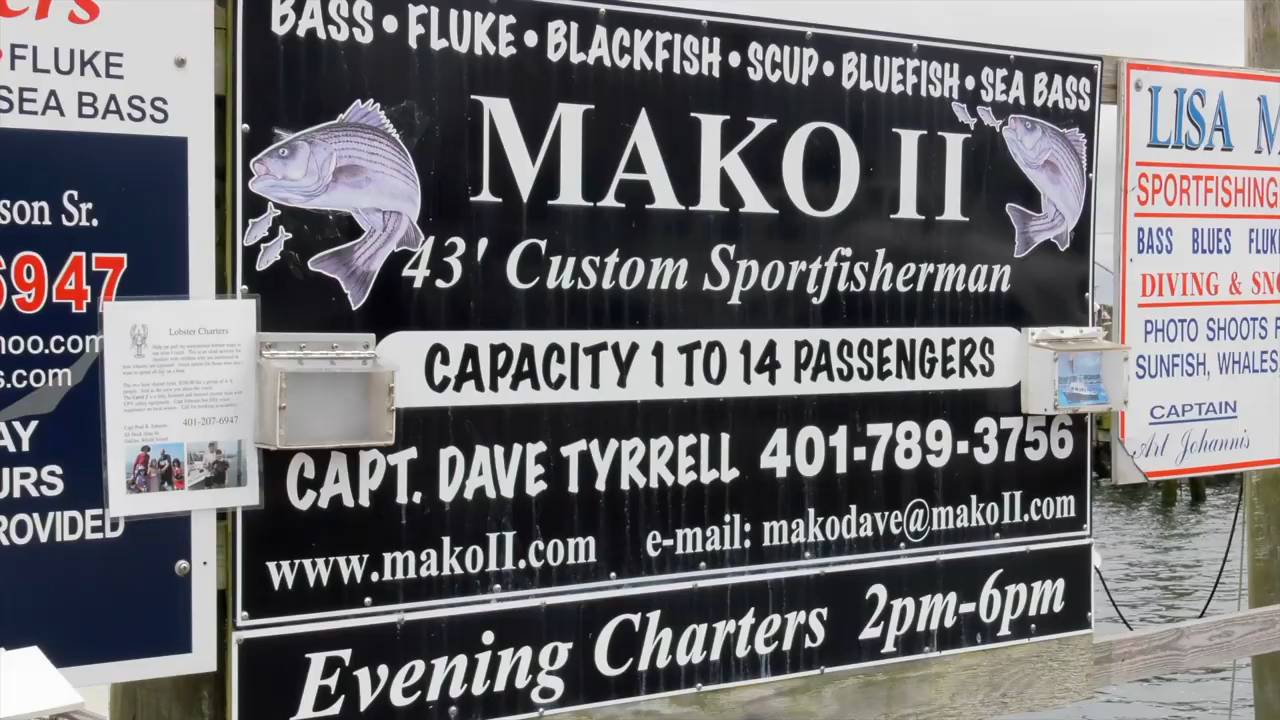 ers
FLUKE
SEA BASS
son Sr.
6947
hoo.com
s.com
AY
URS
ROVIDED
Lobster Charters
401-207-6947
BASS • FLUKE • BLACKFISH • SCUP • BLUEFISH • SEA BASS
MAKO II
43' Custom Sportfisherman
CAPACITY 1 TO 14 PASSENGERS
CAPT. DAVE TYRRELL 401-789-3756
www.makoII.com e-mail: makodave@makoII.com
Evening Charters 2pm-6pm
LISA M
SPORTFISHING
BASS BLUES FLUK
DIVING & SNO
PHOTO SHOOTS F
SUNFISH, WHALES,
CAPTAIN
Art Johannis